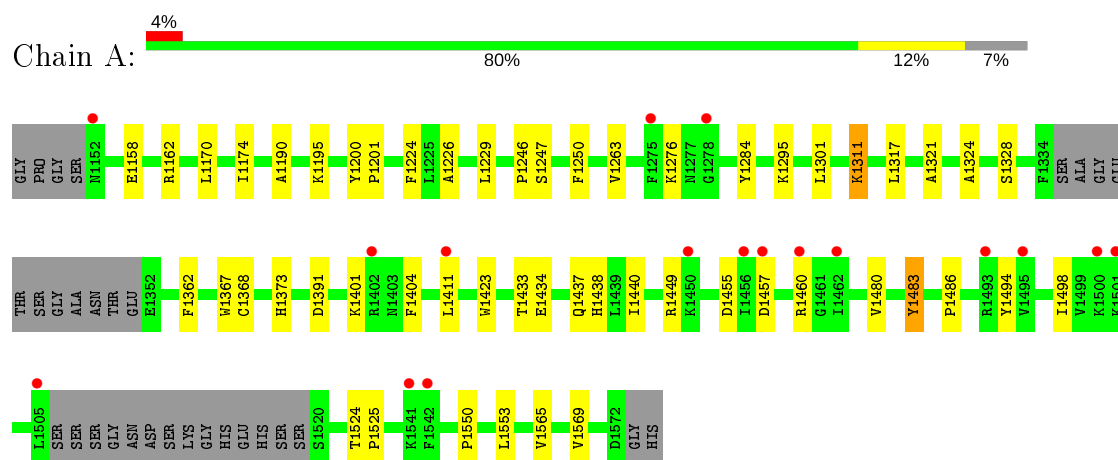 4%
Chain A:
80% 12% 7%
GLY PRO GLY SER N1152 E1158 R1162 L1170 I1174 A1190 K1195 Y1200 P1201 F1224 L1225 A1226 L1229 P1246 S1247 F1250 V1263 F1275 K1276 N1277 G1278 Y1284 K1295 L1301 K1311 L1317 A1321 A1324 S1328 F1334 SER ALA GLY GLU
THR SER GLY ALA ASN THR GLU E1352 F1362 W1367 C1368 H1373 D1391 K1401 R1402 N1403 F1404 L1411 W1423 T1433 E1434 Q1437 H1438 L1439 I1440 R1449 K1450 D1455 I1456 D1457 R1460 G1461 I1462 V1480 Y1483 P1486 R1493 Y1494 V1495 I1498 V1499 K1500 K1501
L1505 SER SER SER GLY ASN ASP SER LYS GLY HIS GLU HIS SER SER S1520 T1524 P1525 K1541 F1542 P1550 L1553 V1565 V1569 D1572 GLY HIS